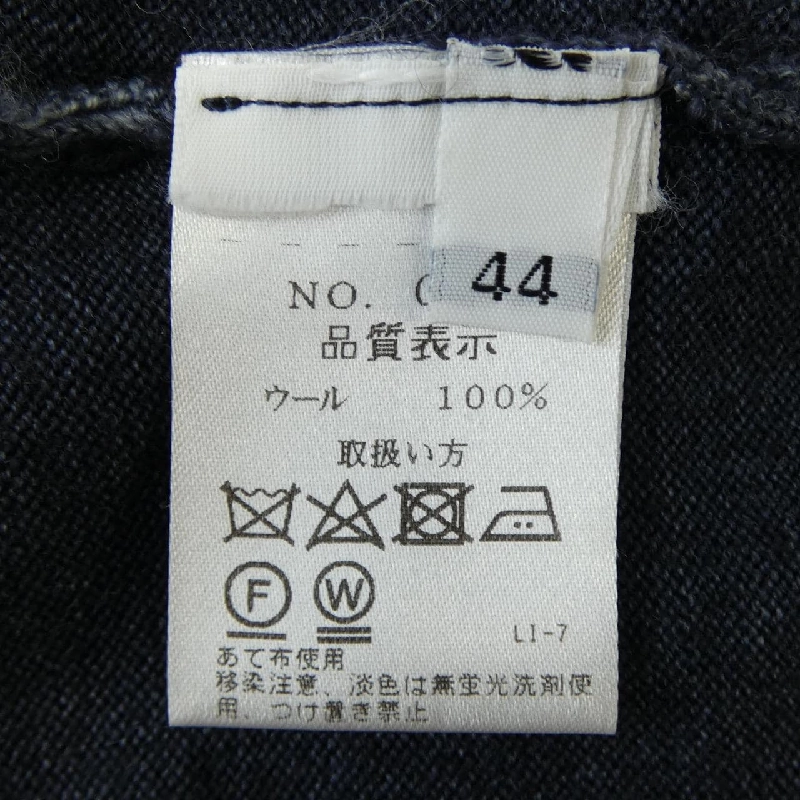 44
NO.
品質表示
ウール 100%
取扱い方
F W
LI-7
あて布使用
移染注意、淡色は無蛍光洗剤使
用、つけ置き禁止